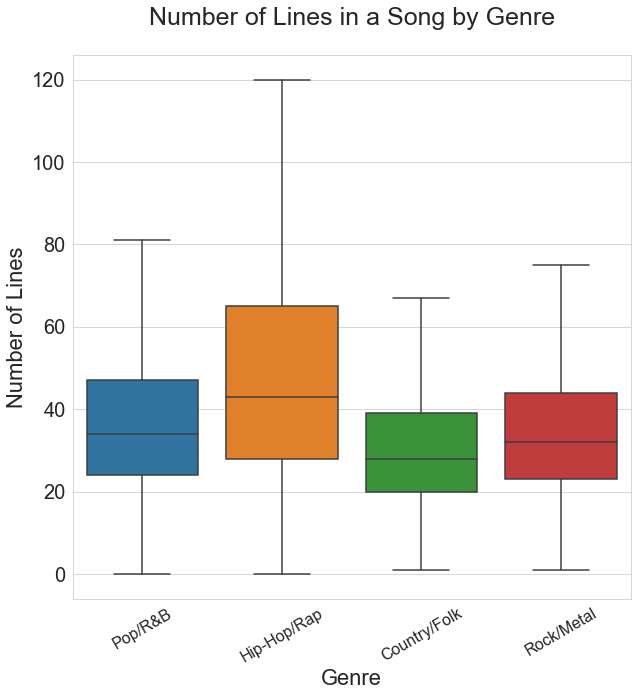 Number of Lines in a Song by Genre
120
100
80
60
40
20
0
Number of Lines
Pop/R&B
Hip-Hop/Rap
Country/Folk
Rock/Metal
Genre